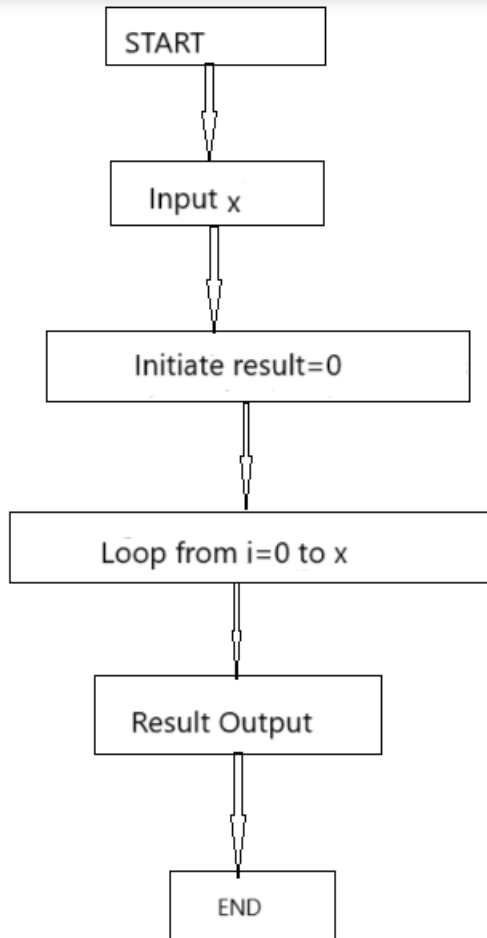 START
Input x
Initiate result=0
Loop from i=0 to x
Result Output
END